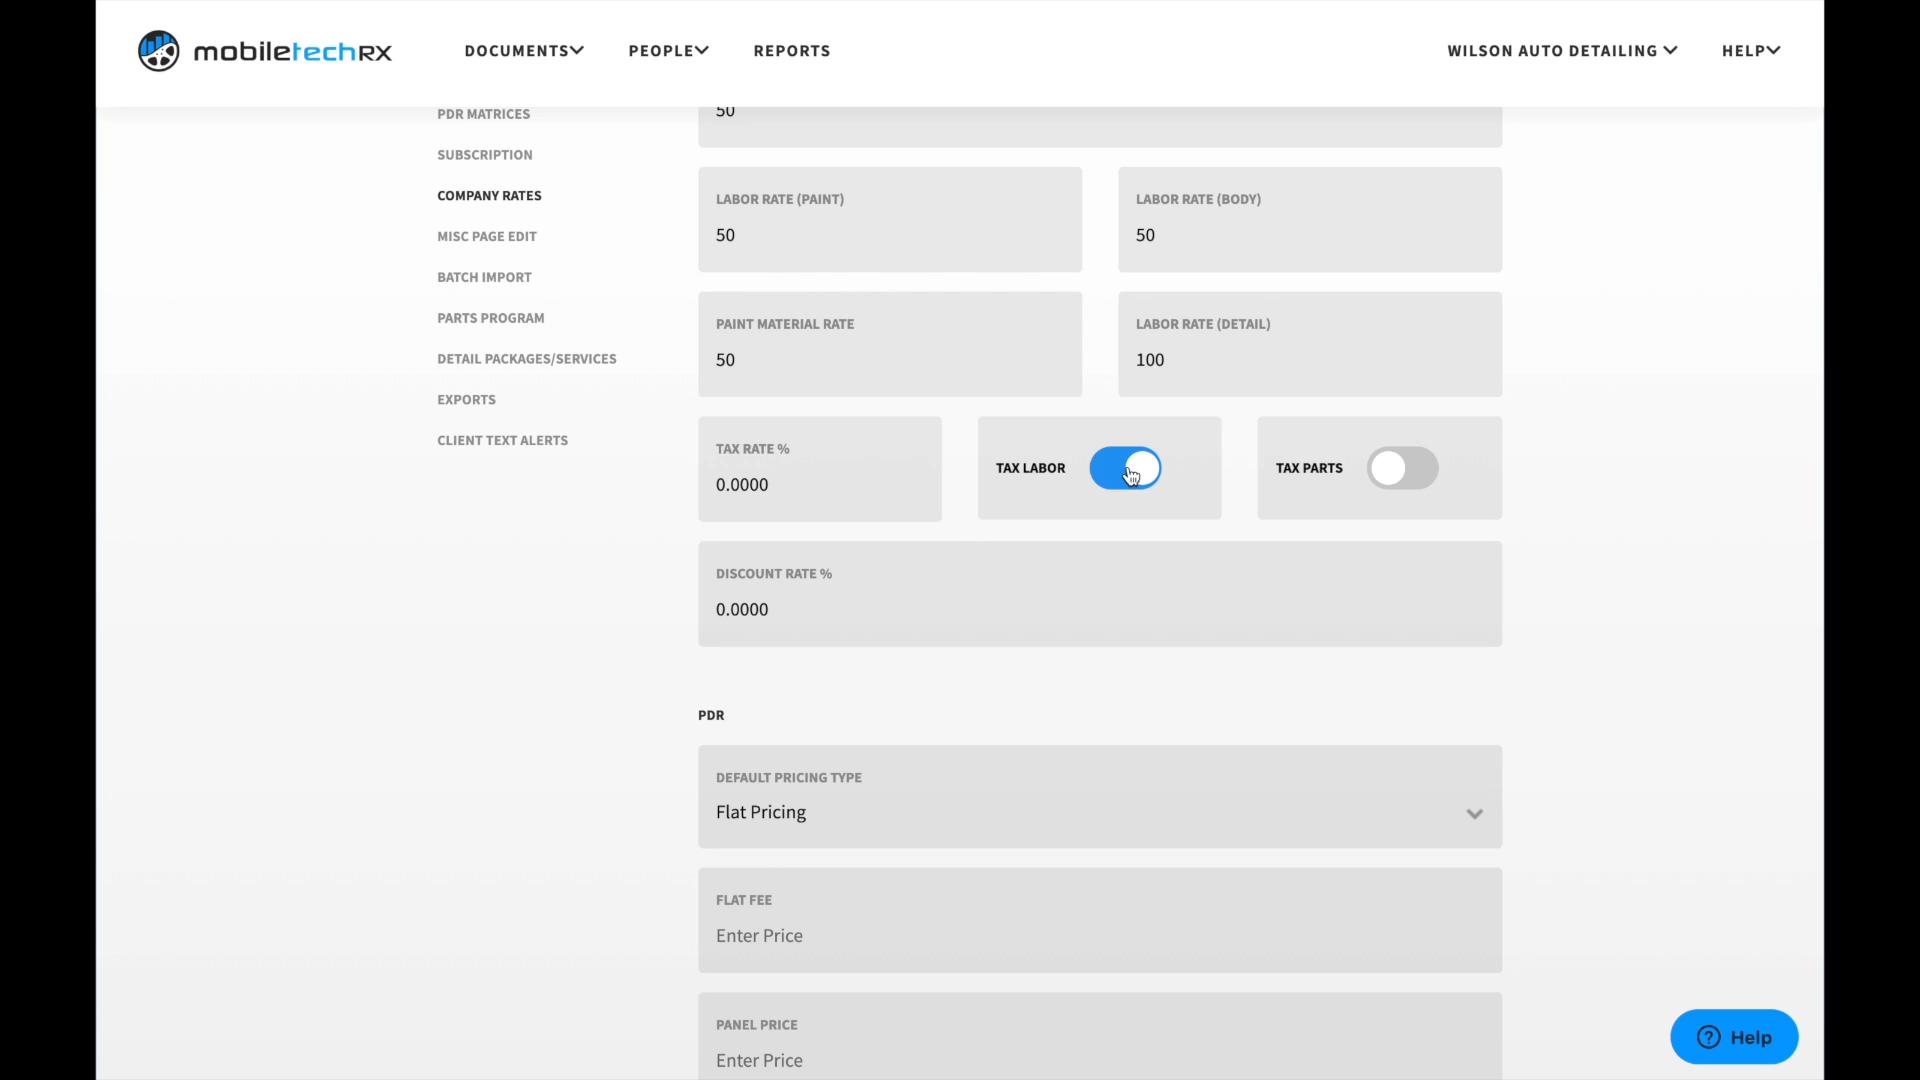 mobiletechRX
DOCUMENTS
PEOPLE
REPORTS
WILSON AUTO DETAILING
HELP
PDR MATRICES
SUBSCRIPTION
COMPANY RATES
MISC PAGE EDIT
BATCH IMPORT
PARTS PROGRAM
DETAIL PACKAGES/SERVICES
EXPORTS
CLIENT TEXT ALERTS
50
LABOR RATE (PAINT)
50
LABOR RATE (BODY)
50
PAINT MATERIAL RATE
50
LABOR RATE (DETAIL)
100
TAX RATE %
0.0000
TAX LABOR
TAX PARTS
DISCOUNT RATE %
0.0000
PDR
DEFAULT PRICING TYPE
Flat Pricing
FLAT FEE
Enter Price
PANEL PRICE
Enter Price
? Help